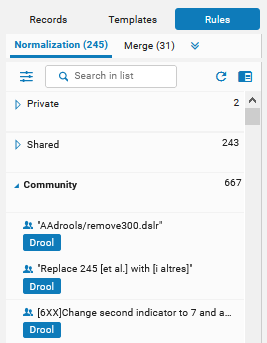 Records Templates Rules
Normalization (245) Merge (31)
Search in list
Private 2
Shared 243
Community 667
"AAdrools/remove300.dslr"
Drool
"Replace 245 [et al.] with [i altres]"
Drool
[6XX]Change second indicator to 7 and a...
Drool